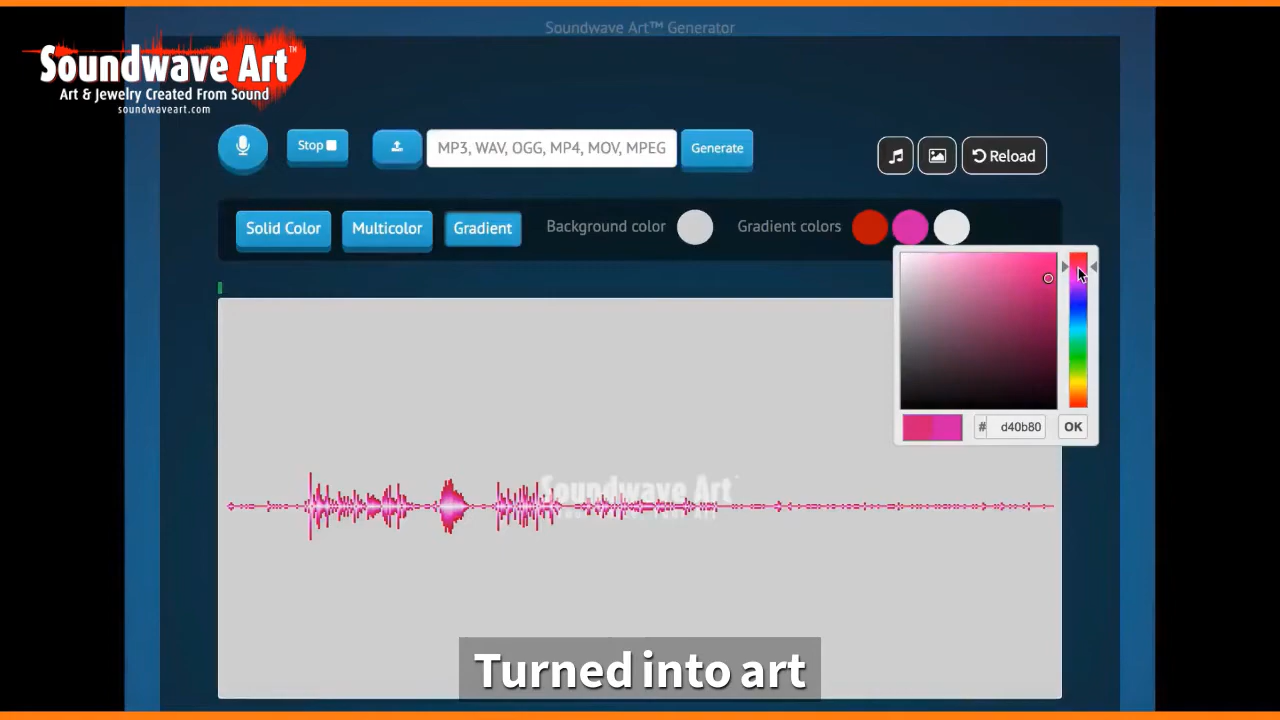 Soundwave Art™ Generator
Soundwave Art™
Art & Jewelry Created From Sound
soundwaveart.com
Stop
MP3, WAV, OGG, MP4, MOV, MPEG
Generate
Reload
Solid Color
Multicolor
Gradient
Background color
Gradient colors
# d40b80
OK
Soundwave Art
Turned into art